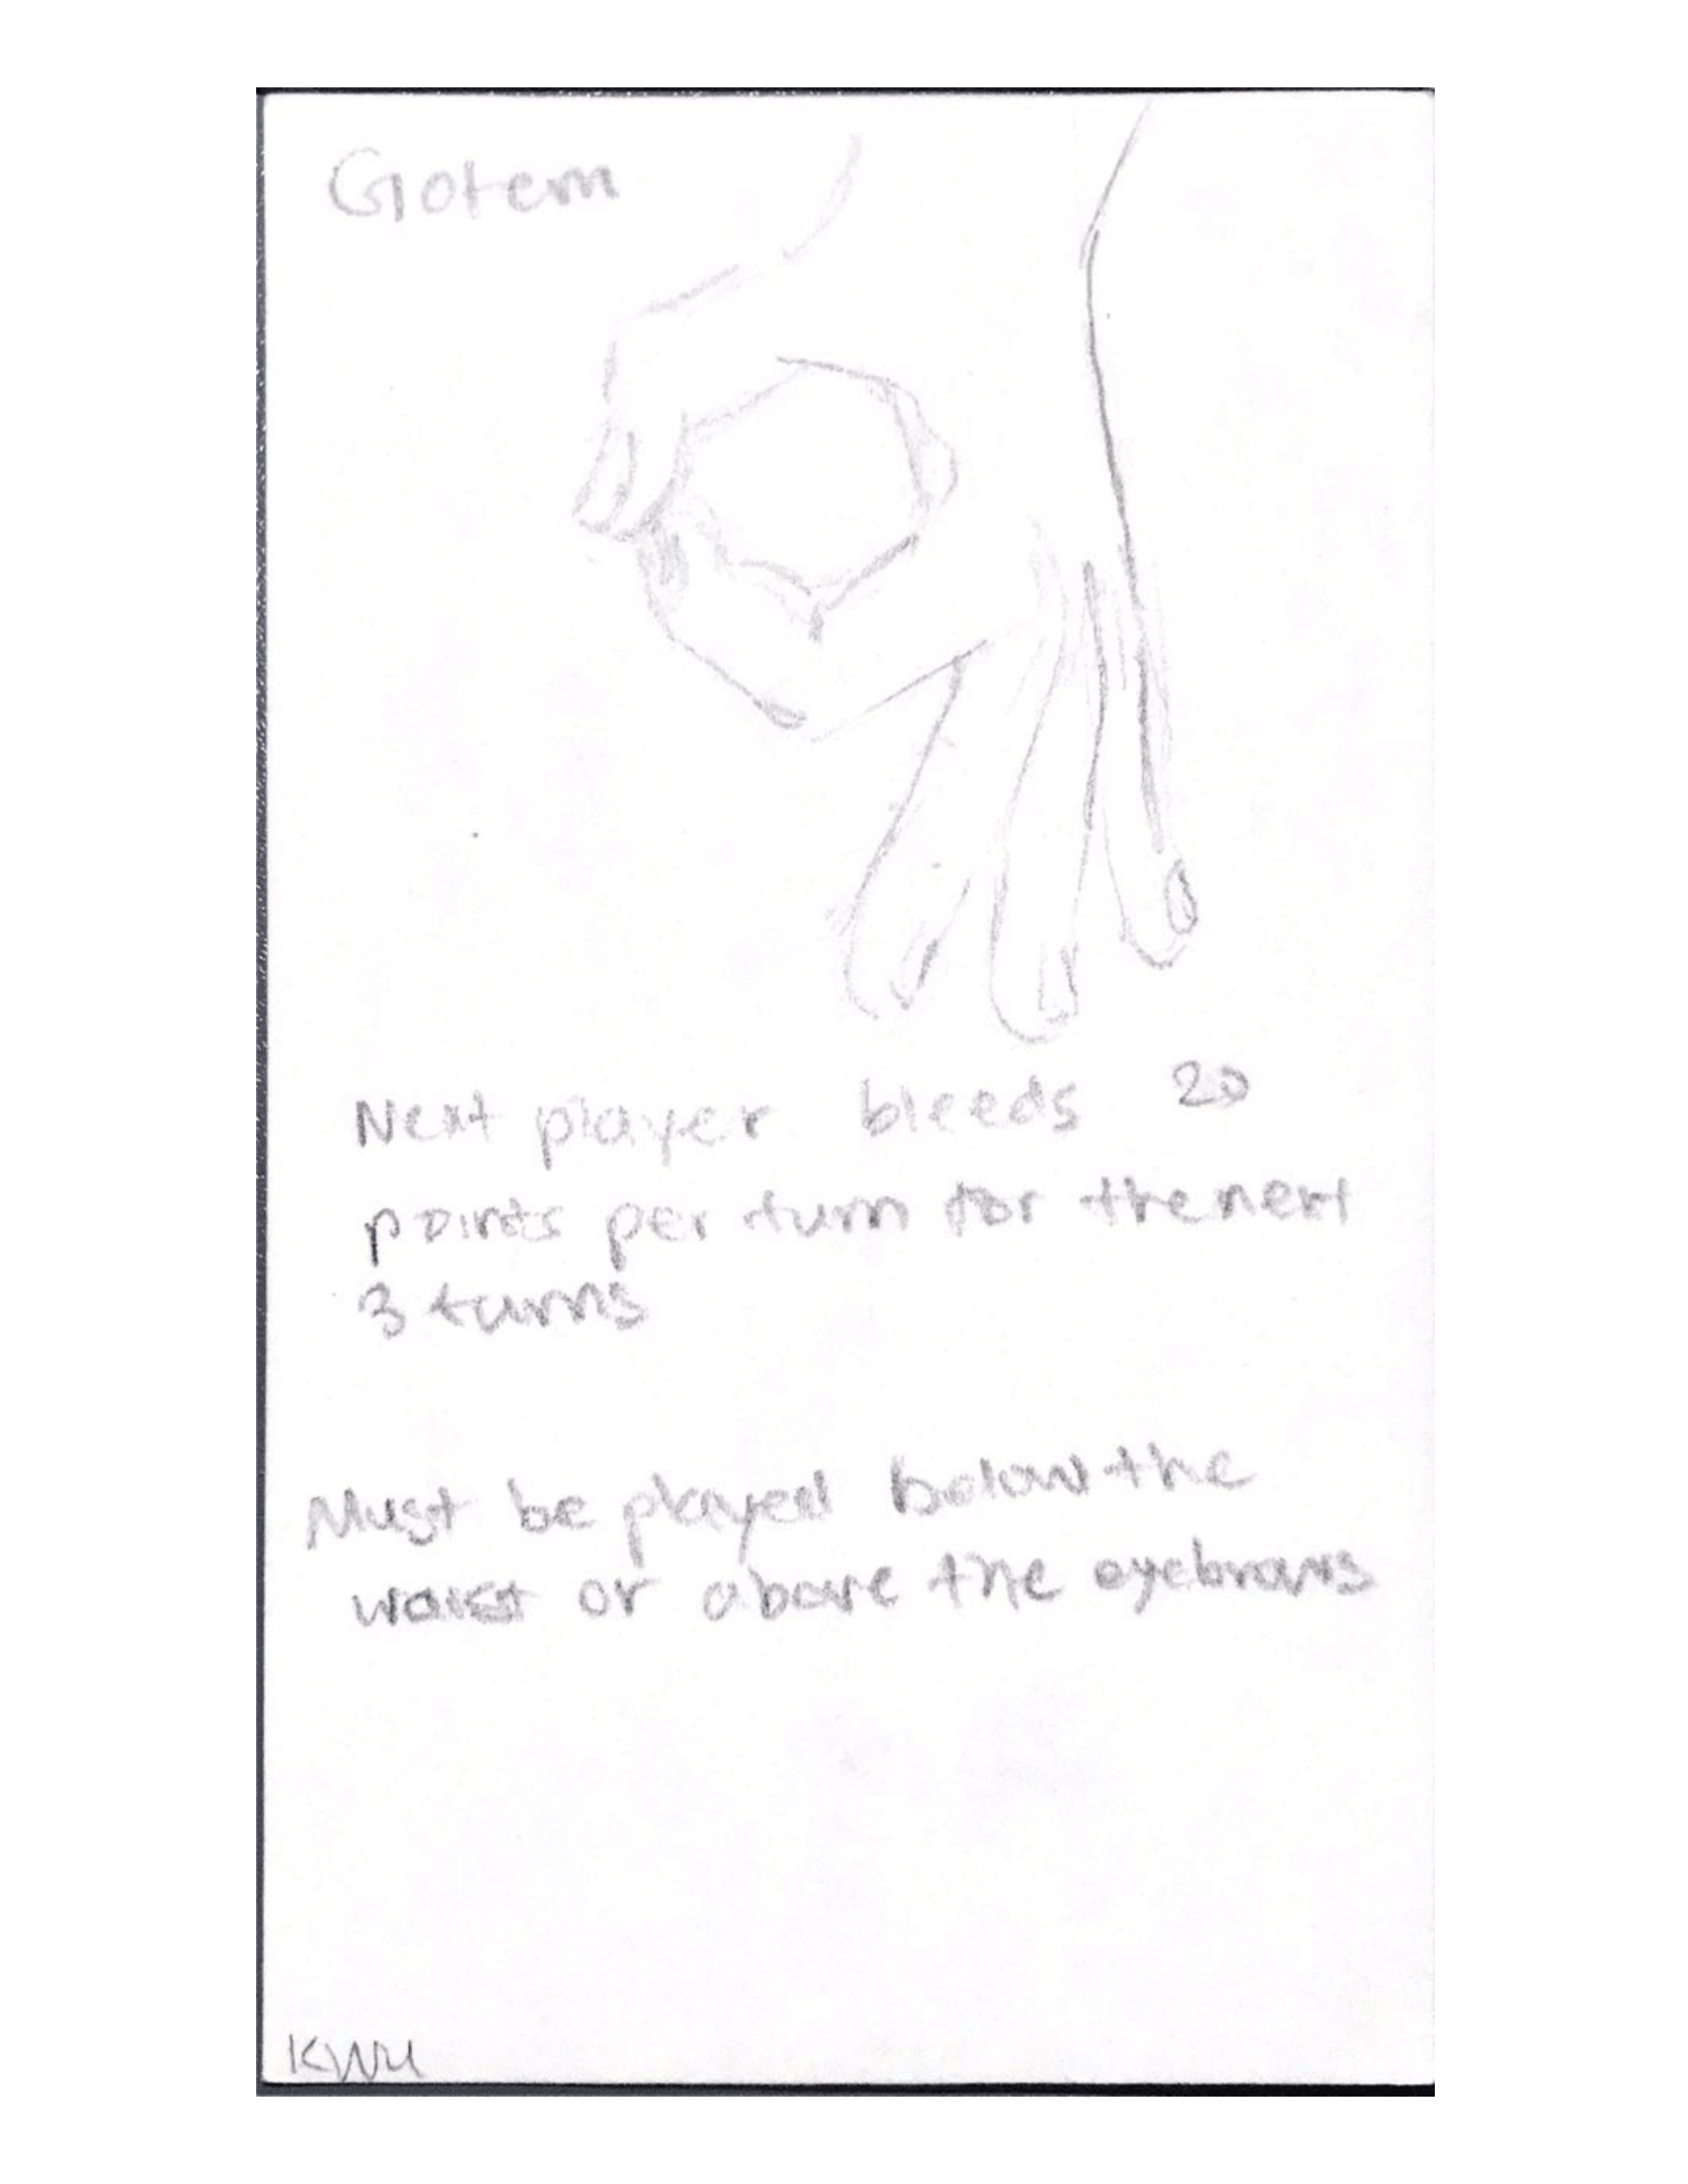 Gotem
Next player bleeds 20
points per turn for the next
3 turns
Must be played below the
waist or above the eyebrows
KWU